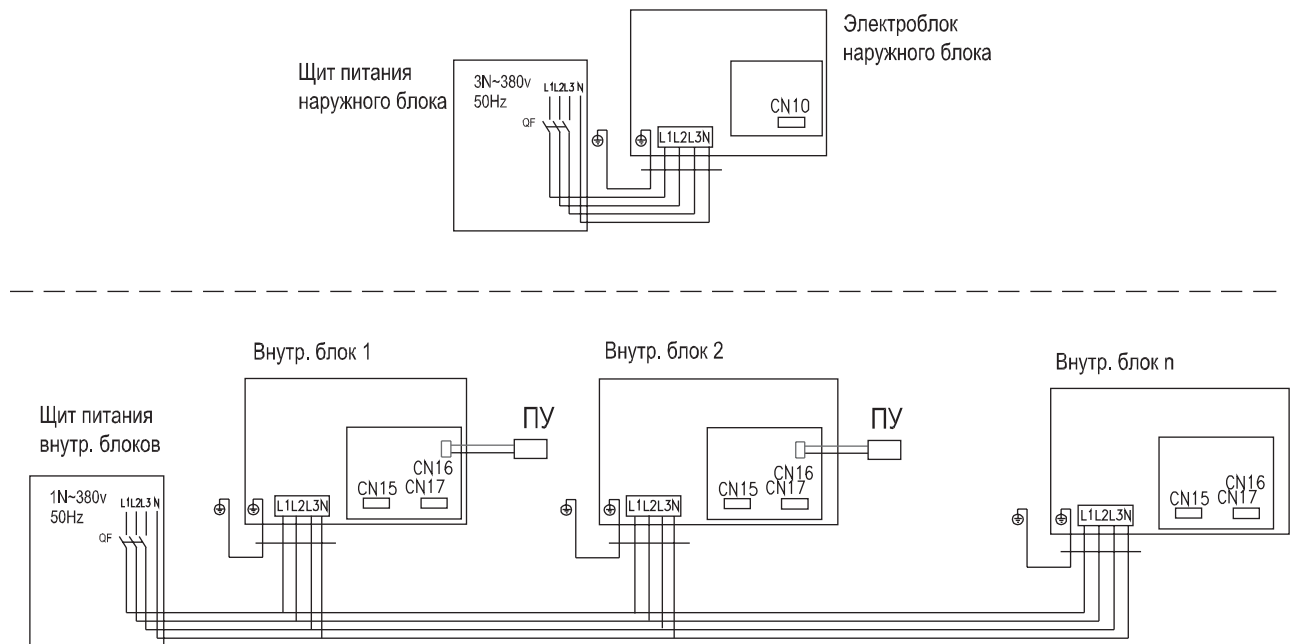 Электроблок
наружного блока
Щит питания
наружного блока
3N~380v
50Hz
L1L2L3 N
QF
CN10
L1L2L3N
Внутр. блок 1
Внутр. блок 2
Внутр. блок n
Щит питания
внутр. блоков
1N~380v
50Hz
L1L2L3 N
QF
ПУ
CN16
CN15 CN17
L1L2L3N
ПУ
CN16
CN15 CN17
L1L2L3N
CN16
CN15 CN17
L1L2L3N